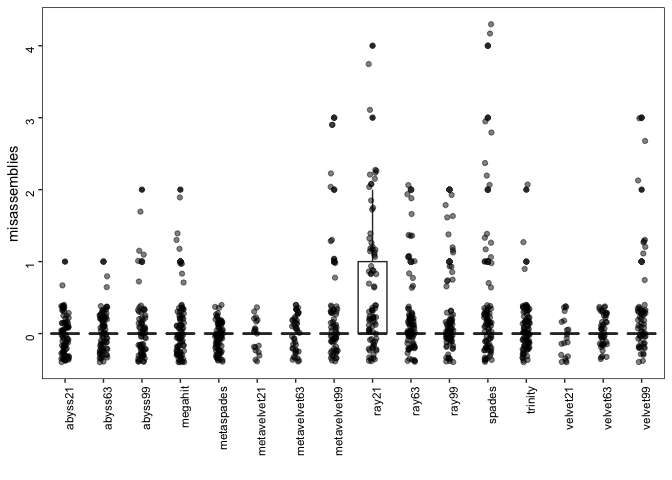 misassemblies
4
3
2
1
0
abyss21
abyss63
abyss99
megahit
metaspades
metavelvet21
metavelvet63
metavelvet99
ray21
ray63
ray99
spades
trinity
velvet21
velvet63
velvet99